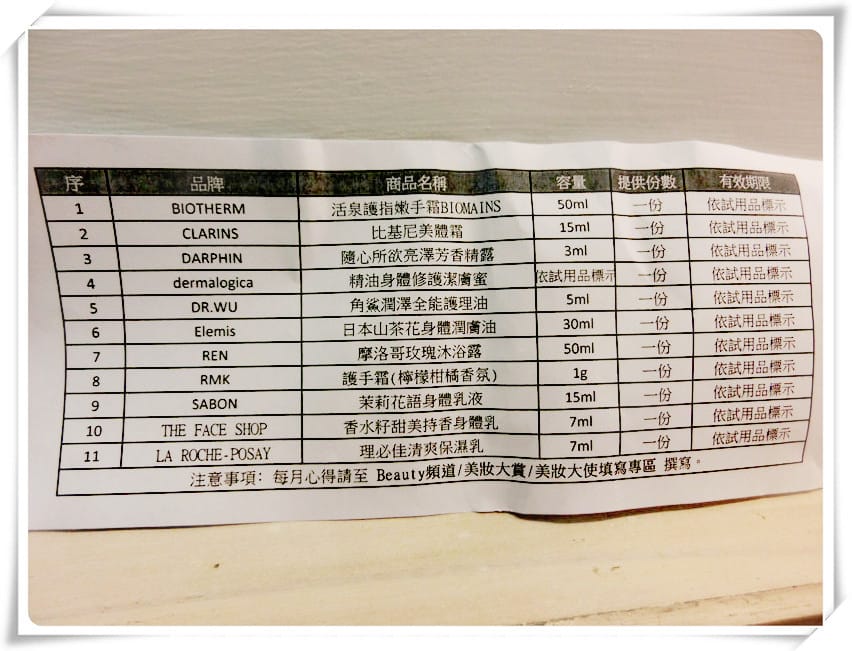 序 品牌 商品名稱 容量 提供份數 有效期限
1 BIOTHERM 活泉護指嫩手霜BIOMAINS 50ml 一份 依試用品標示
2 CLARINS 比基尼美體霜 15ml 一份 依試用品標示
3 DARPHIN 隨心所欲亮澤芳香精露 3ml 一份 依試用品標示
4 dermalogica 精油身體修護潔膚蜜 依試用品標示 一份 依試用品標示
5 DR.WU 角鯊潤澤全能護理油 5ml 一份 依試用品標示
6 Elemis 日本山茶花身體潤膚油 30ml 一份 依試用品標示
7 REN 摩洛哥玫瑰沐浴露 50ml 一份 依試用品標示
8 RMK 護手霜(檸檬柑橘香氛) 1g 一份 依試用品標示
9 SABON 茉莉花語身體乳液 15ml 一份 依試用品標示
10 THE FACE SHOP 香水籽甜美持香身體乳 7ml 一份 依試用品標示
11 LA ROCHE-POSAY 理必佳清爽保濕乳 7ml 一份 依試用品標示
注意事項: 每月心得請至 Beauty頻道/美妝大賞/美妝大使填寫專區 撰寫。